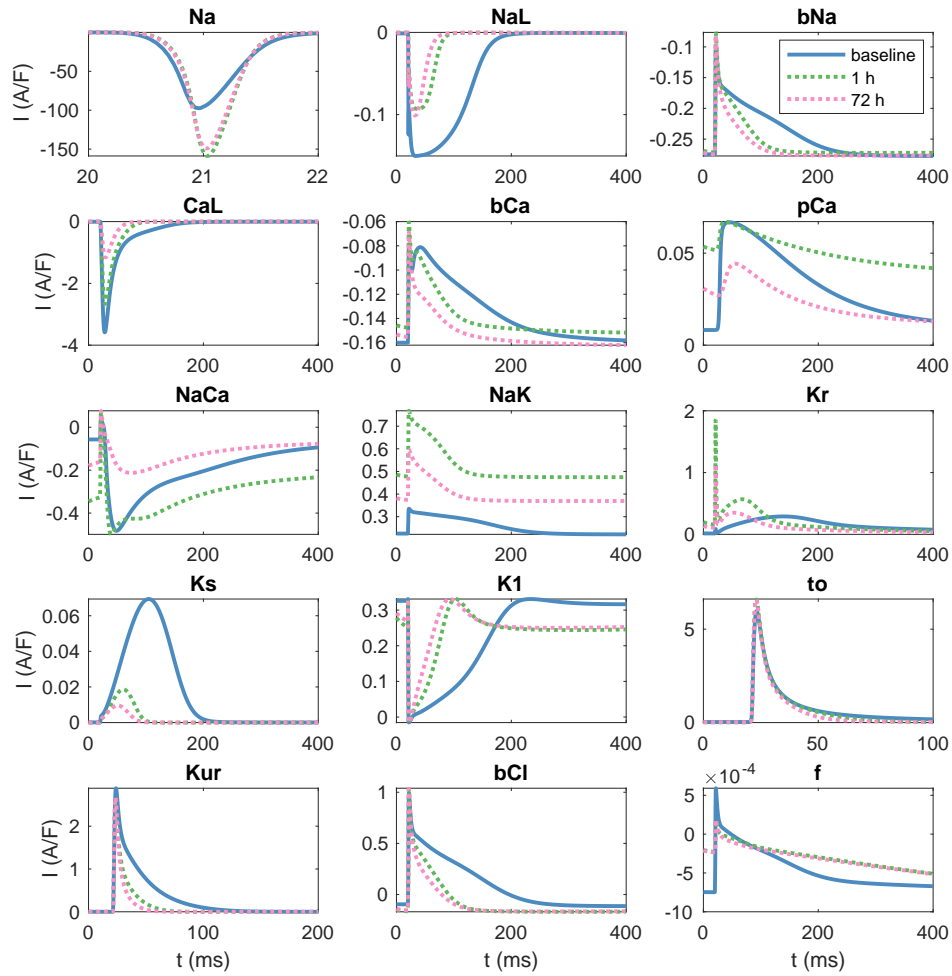 Na NaL bNa
I (A/F)
-50
-100
-150
20 21 22
0
-0.1
0 200 400
-0.1
-0.15
-0.2
-0.25
0 200 400
baseline
1 h
72 h
CaL bCa pCa
I (A/F)
0
-2
-4
0 200 400
-0.06
-0.08
-0.1
-0.12
-0.14
-0.16
0 200 400
0.05
0
0 200 400
NaCa NaK Kr
I (A/F)
0
-0.2
-0.4
0 200 400
0.7
0.6
0.5
0.4
0.3
0 200 400
2
1
0
0 200 400
Ks K1 to
I (A/F)
0.06
0.04
0.02
0
0 200 400
0.3
0.2
0.1
0
0 200 400
5
0
0 50 100
Kur bCl f
I (A/F)
2
1
0
0 100 200
t (ms)
1
0.5
0
0 200 400
t (ms)
×10-4
5
0
-5
-10
0 200 400
t (ms)